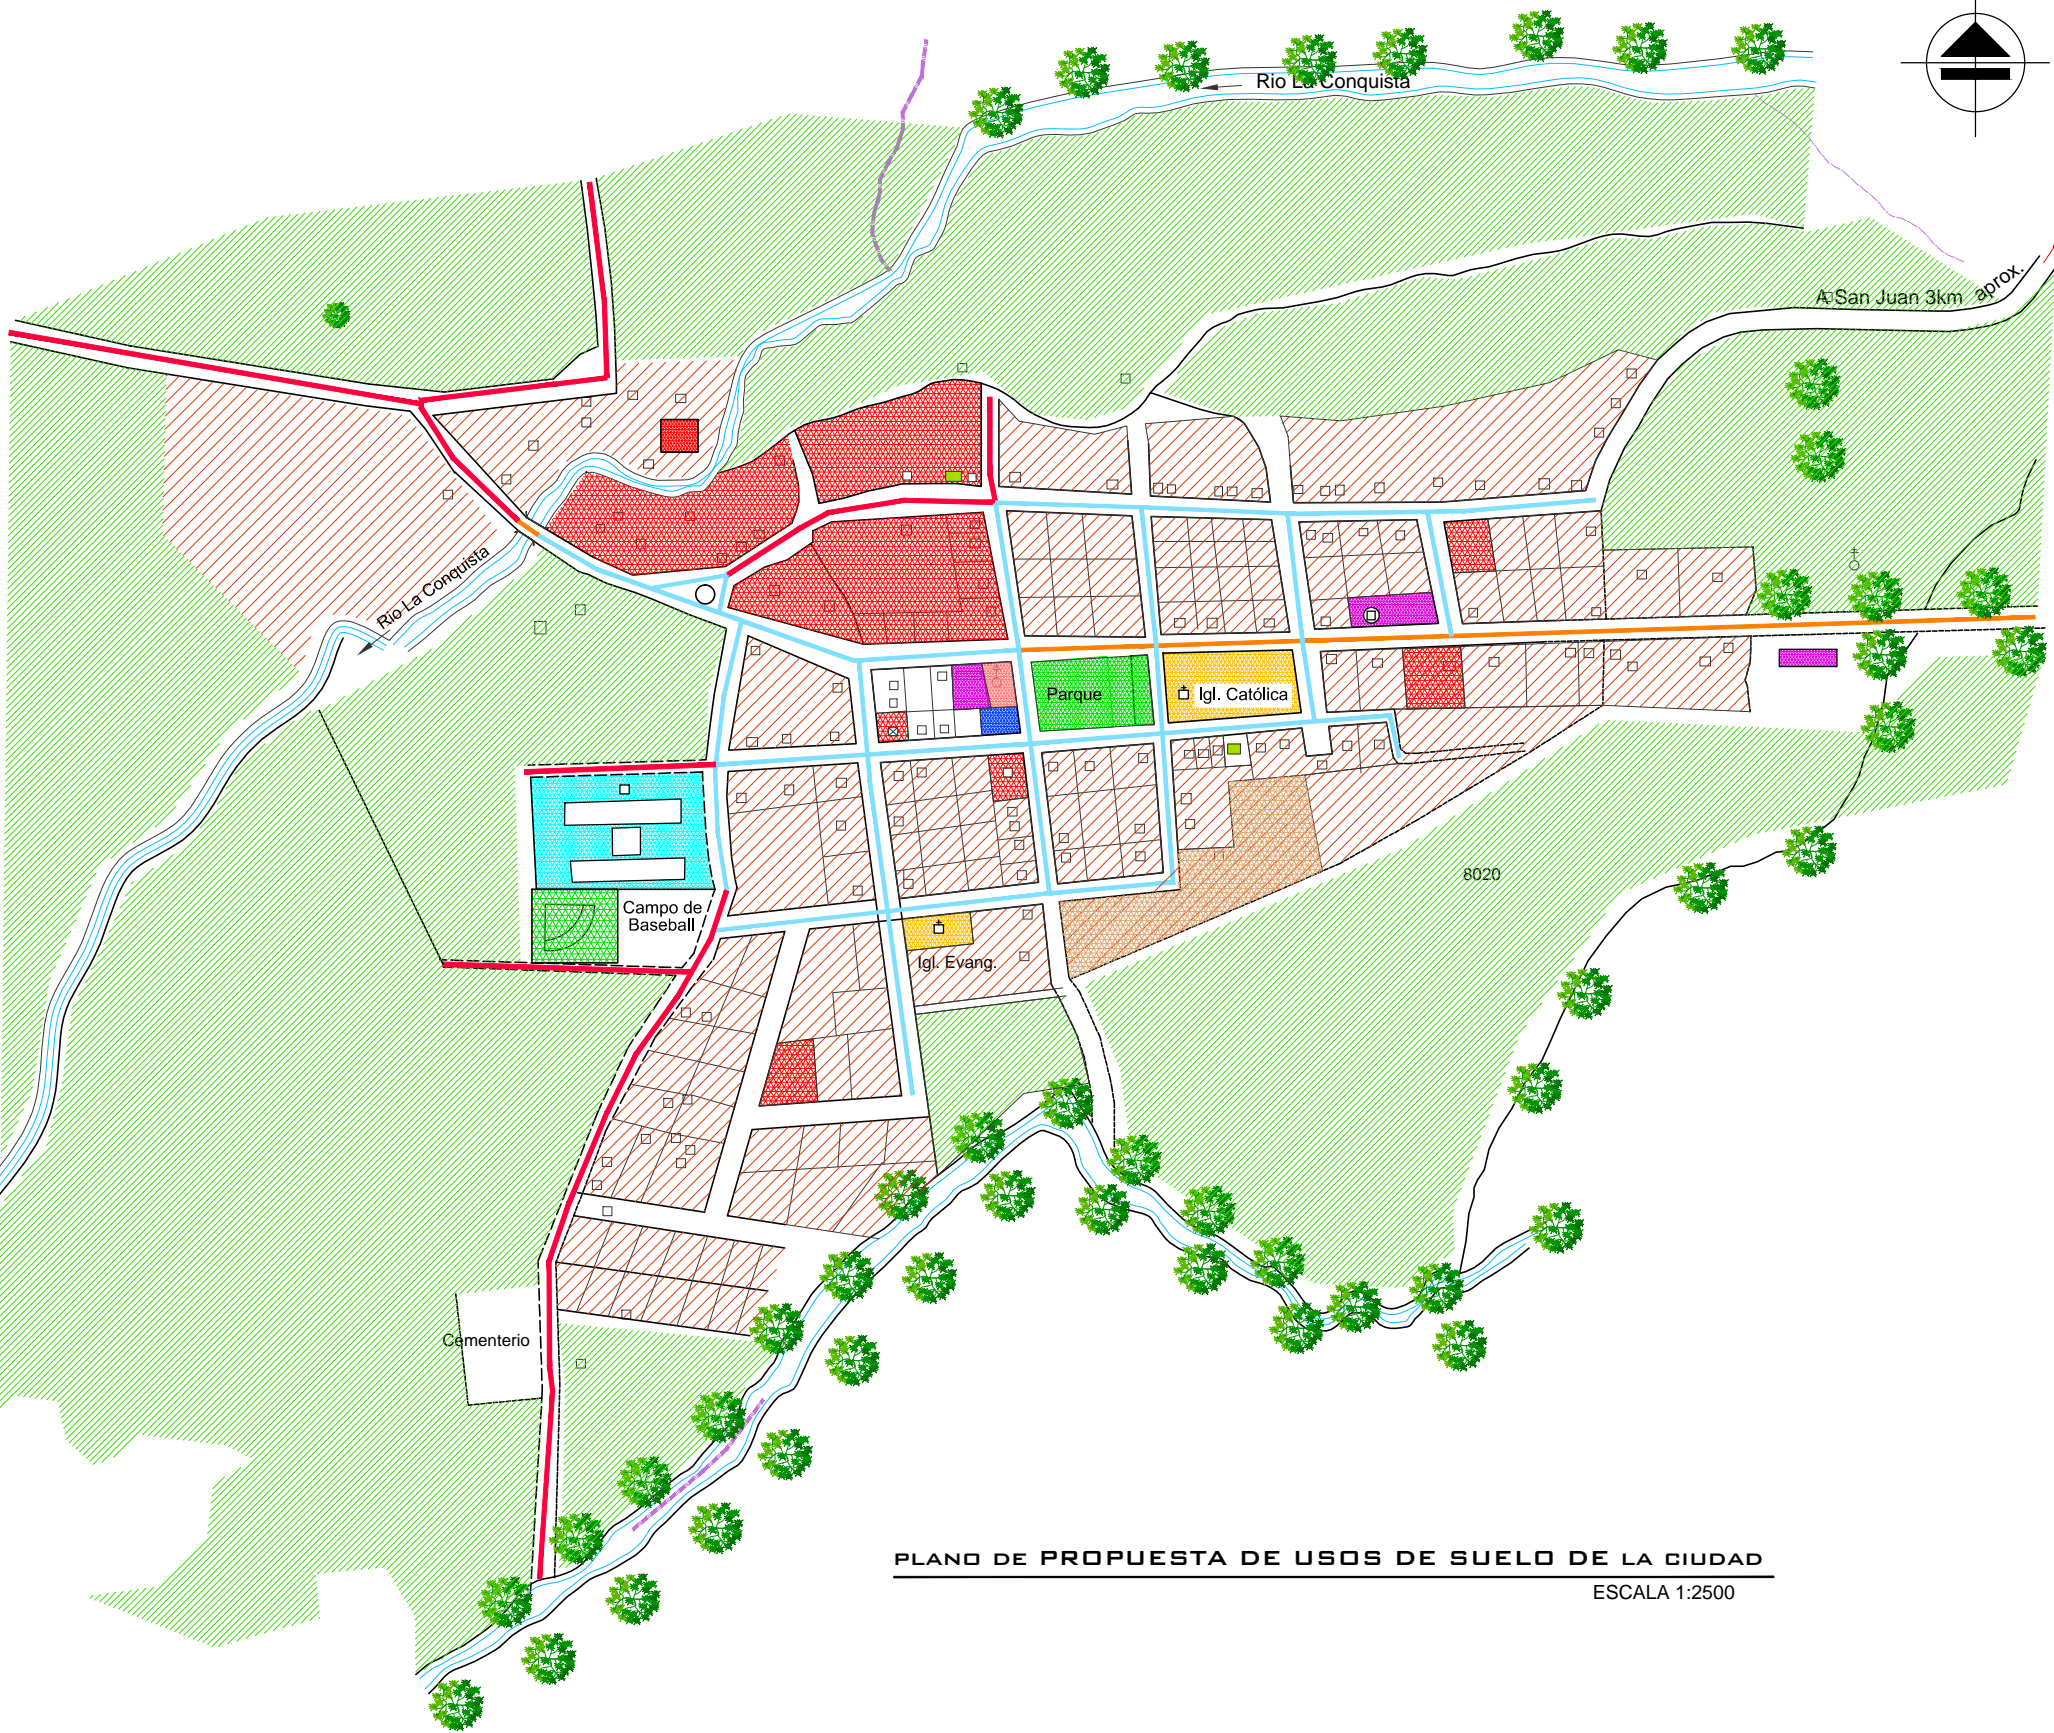 Rio La Conquista
A San Juan 3km aprox.
Rio La Conquista
Parque
Igl. Católica
8020
Campo de
Baseball
Igl. Evang.
Cementerio
PLANO DE PROPUESTA DE USOS DE SUELO DE LA CIUDAD
ESCALA 1:2500